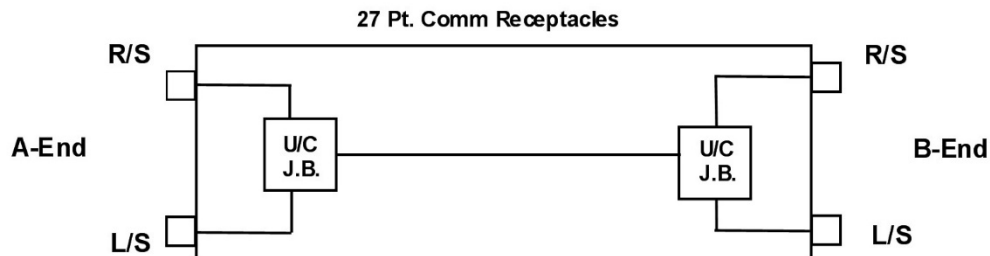 27 Pt. Comm Receptacles
R/S
R/S
A-End
U/C
J.B.
U/C
J.B.
B-End
L/S
L/S